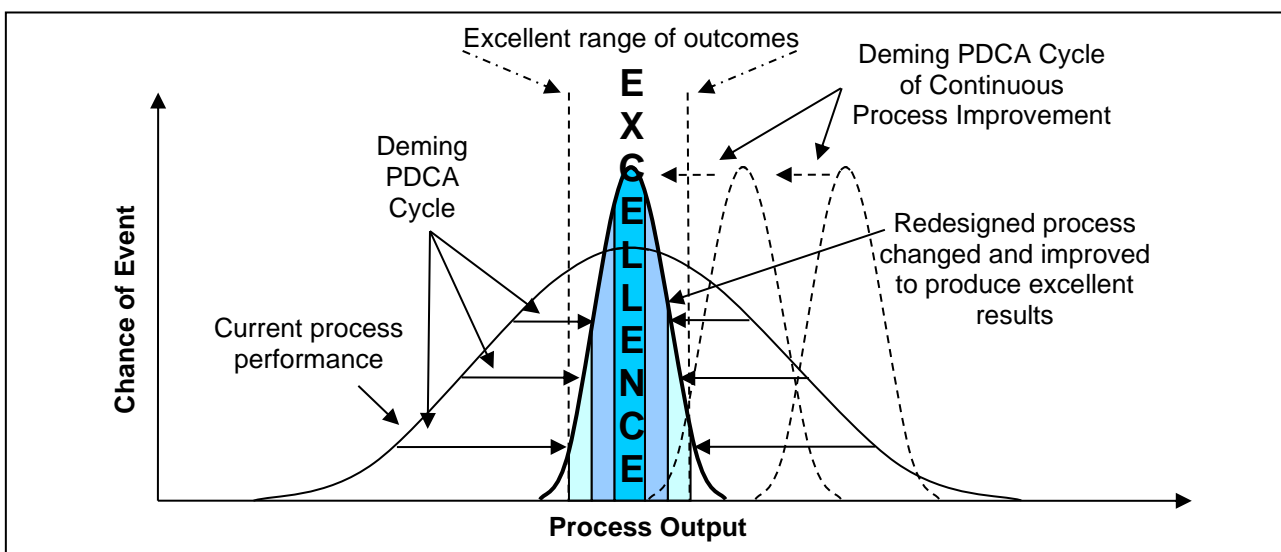 Excellent range of outcomes
EXCELLENCE
Deming PDCA Cycle
of Continuous
Process Improvement
Deming
PDCA
Cycle
Redesigned process
changed and improved
to produce excellent
results
Current process
performance
Chance of Event
Process Output